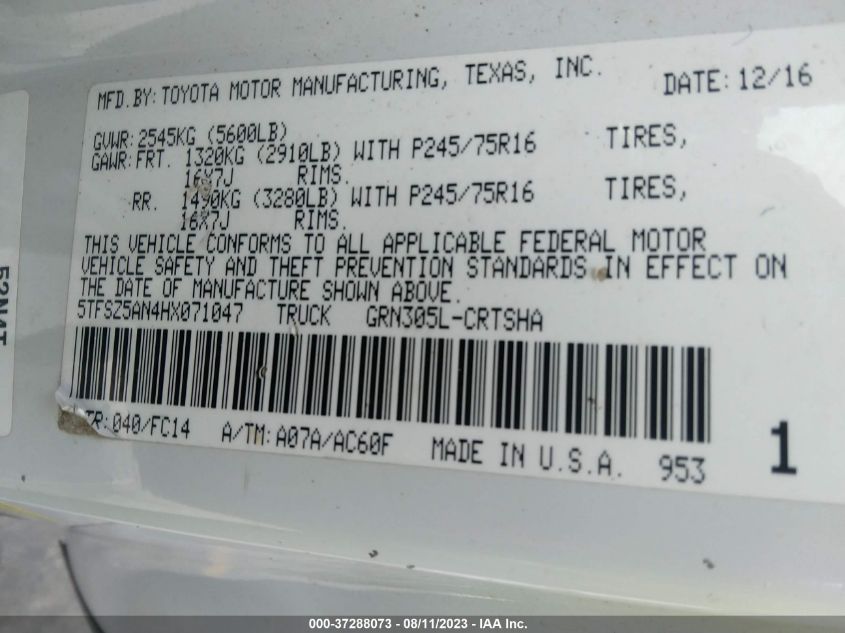 MFD.BY: TOYOTA MOTOR MANUFACTURING, TEXAS, INC. DATE: 12/16
GVWR: 2545KG (5600LB)
GAWR: FRT. 1320KG (2910LB) WITH P245/75R16 TIRES,
16X7J RIMS.
RR. 1490KG (3280LB) WITH P245/75R16 TIRES,
16X7J RIMS.
THIS VEHICLE CONFORMS TO ALL APPLICABLE FEDERAL MOTOR
VEHICLE SAFETY AND THEFT PREVENTION STANDARDS IN EFFECT ON
THE DATE OF MANUFACTURE SHOWN ABOVE.
5TFSZ5AN4HX071047 TRUCK GRN305L-CRTSHA
TR: 040/FC14 A/TM: A07A/AC60F MADE IN U.S.A. 953 1
000-37288073 - 08/11/2023 - IAA Inc.